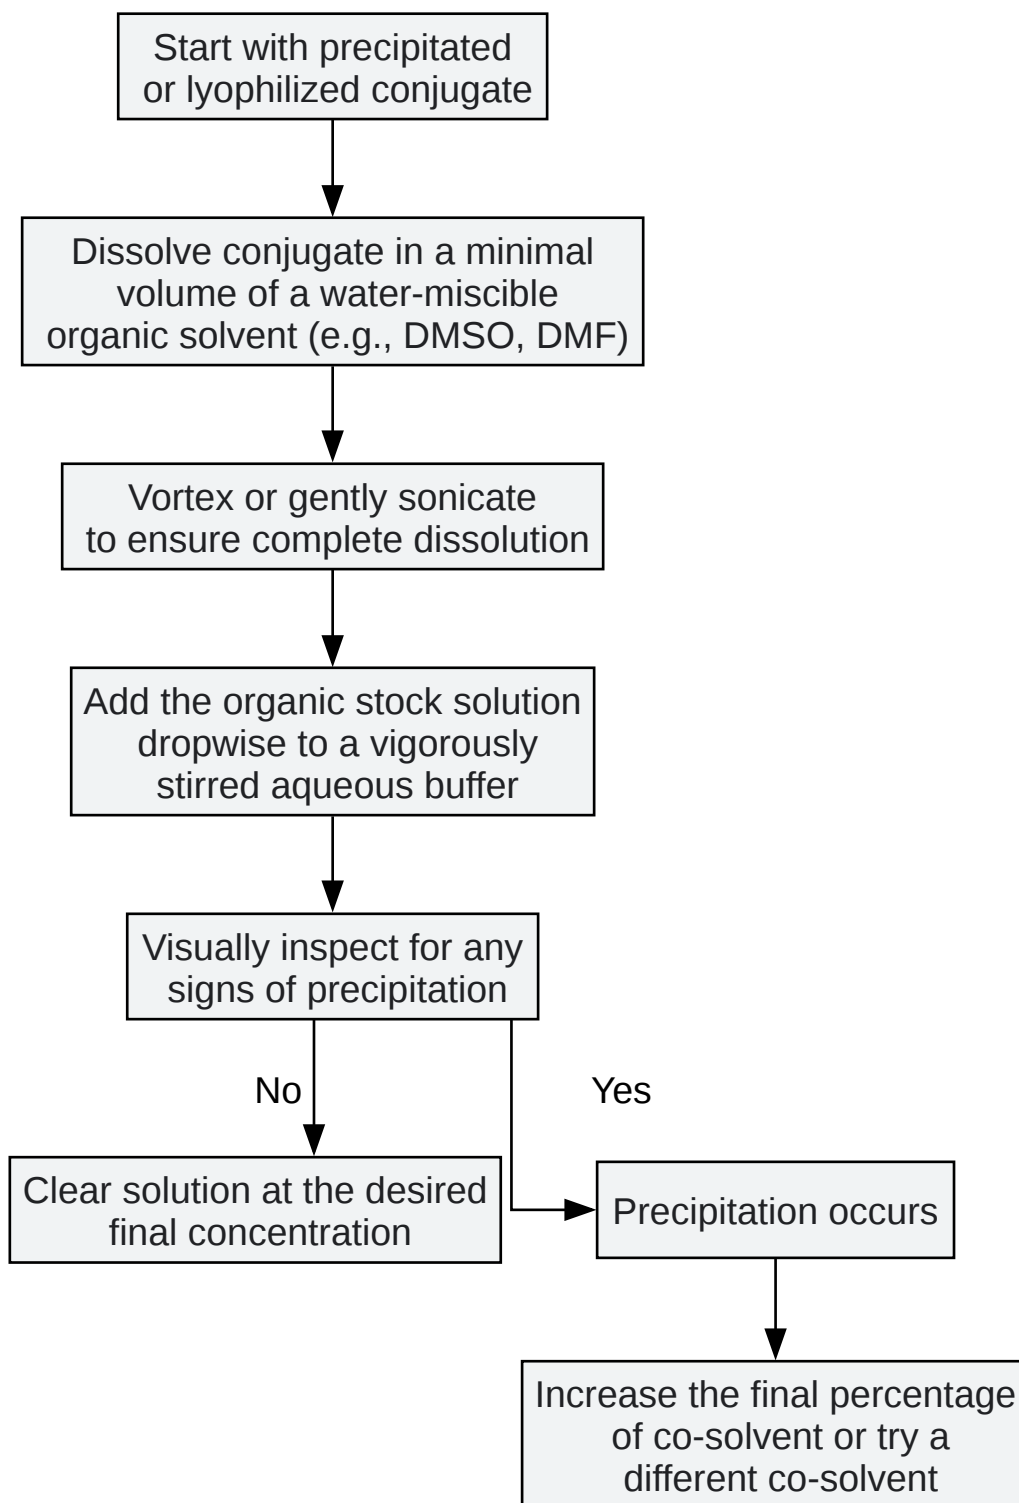 Start with precipitated
or lyophilized conjugate
Dissolve conjugate in a minimal
volume of a water-miscible
organic solvent (e.g., DMSO, DMF)
Vortex or gently sonicate
to ensure complete dissolution
Add the organic stock solution
dropwise to a vigorously
stirred aqueous buffer
Visually inspect for any
signs of precipitation
No
Yes
Clear solution at the desired
final concentration
Precipitation occurs
Increase the final percentage
of co-solvent or try a
different co-solvent